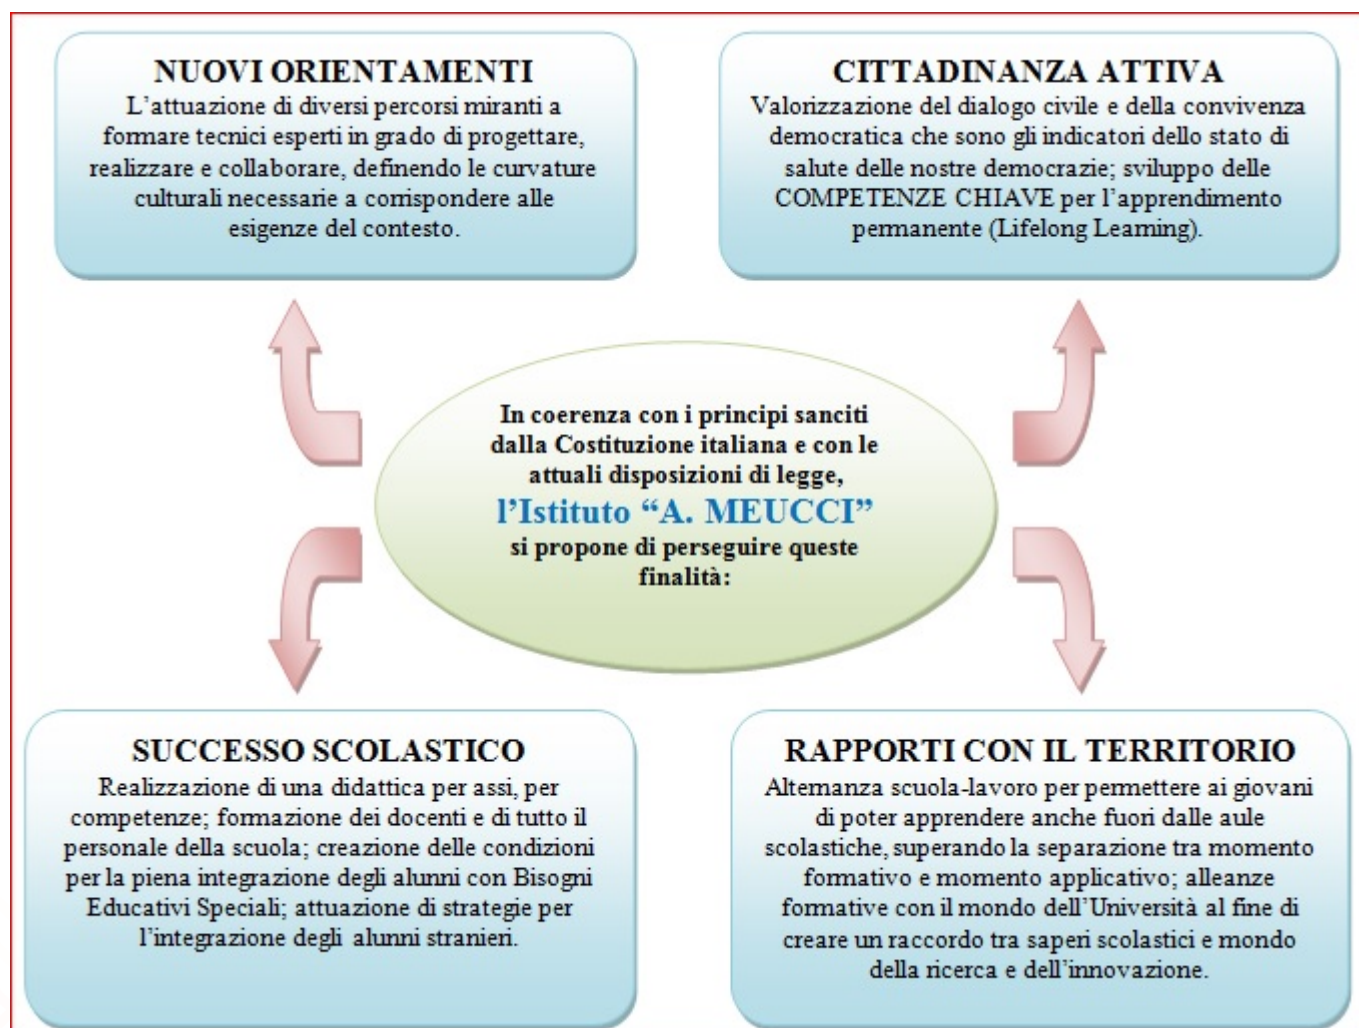 NUOVI ORIENTAMENTI
L'attuazione di diversi percorsi miranti a
formare tecnici esperti in grado di progettare,
realizzare e collaborare, definendo le curvature
culturali necessarie a corrispondere alle
esigenze del contesto.
CITTADINANZA ATTIVA
Valorizzazione del dialogo civile e della convivenza
democratica che sono gli indicatori dello stato di
salute delle nostre democrazie; sviluppo delle
COMPETENZE CHIAVE per l'apprendimento
permanente (Lifelong Learning).
In coerenza con i principi sanciti
dalla Costituzione italiana e con le
attuali disposizioni di legge,
l'Istituto “A. MEUCCI”
si propone di perseguire queste
finalità:
SUCCESSO SCOLASTICO
Realizzazione di una didattica per assi, per
competenze; formazione dei docenti e di tutto il
personale della scuola; creazione delle condizioni
per la piena integrazione degli alunni con Bisogni
Educativi Speciali; attuazione di strategie per
l'integrazione degli alunni stranieri.
RAPPORTI CON IL TERRITORIO
Alternanza scuola-lavoro per permettere ai giovani
di poter apprendere anche fuori dalle aule
scolastiche, superando la separazione tra momento
formativo e momento applicativo; alleanze
formative con il mondo dell'Università al fine di
creare un raccordo tra saperi scolastici e mondo
della ricerca e dell'innovazione.